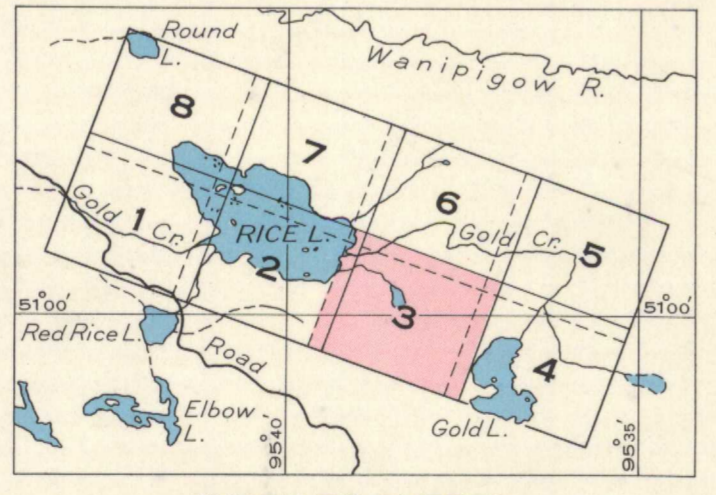 Round
L.
Wanipigow R.
8
7
6
5
Gold Cr.
1
RICE L.
2
Gold Cr.
3
4
51°00'
51°00'
Red Rice L.
Road
Elbow
L.
Gold L.
95°40'
95°35'